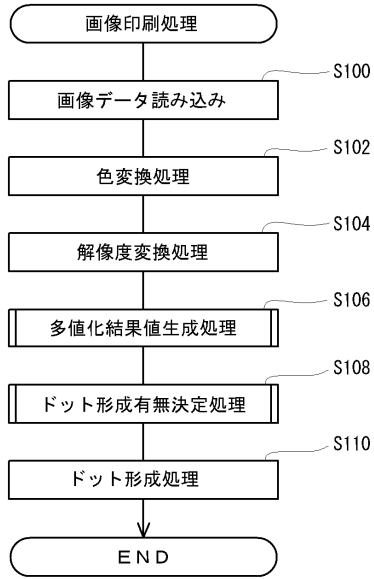 画像印刷処理
S100
画像データ読み込み
S102
色変換処理
S104
解像度変換処理
S106
多値化結果値生成処理
S108
ドット形成有無決定処理
S110
ドット形成処理
END